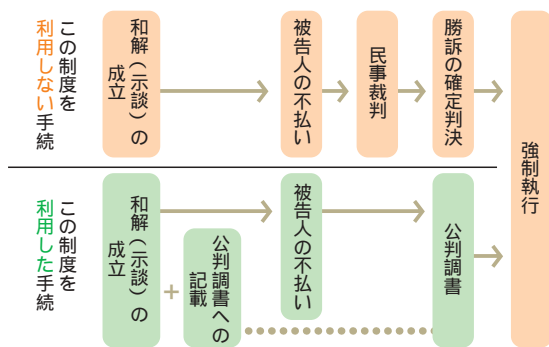 この制度を
利用しない手続
和解（示談）の
成立
被告人の不払い
民事裁判
勝訴の確定判決
強制執行
この制度を
利用した手続
和解（示談）の
成立
+
公判調書への
記載
被告人の不払い
公判調書